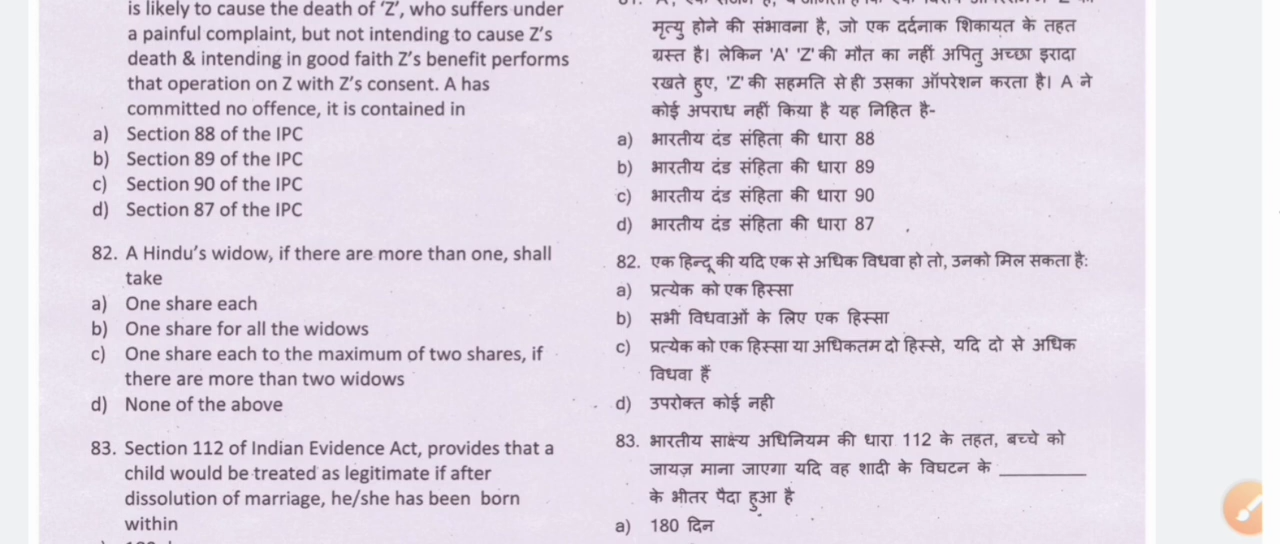 is likely to cause the death of ‘Z’, who suffers under
a painful complaint, but not intending to cause Z’s
death & intending in good faith Z’s benefit performs
that operation on Z with Z’s consent. A has
committed no offence, it is contained in
a) Section 88 of the IPC
b) Section 89 of the IPC
c) Section 90 of the IPC
d) Section 87 of the IPC
82. A Hindu’s widow, if there are more than one, shall
take
a) One share each
b) One share for all the widows
c) One share each to the maximum of two shares, if
there are more than two widows
d) None of the above
83. Section 112 of Indian Evidence Act, provides that a
child would be treated as legitimate if after
dissolution of marriage, he/she has been born
within
मृत्यु होने की संभावना है, जो एक दर्दनाक शिकायत के तहत
ग्रस्त है। लेकिन 'A' 'Z' की मौत का नहीं अपितु अच्छा इरादा
रखते हुए, 'Z' की सहमति से ही उसका ऑपरेशन करता है। A ने
कोई अपराध नहीं किया है यह निहित है-
a) भारतीय दंड संहिता की धारा 88
b) भारतीय दंड संहिता की धारा 89
c) भारतीय दंड संहिता की धारा 90
d) भारतीय दंड संहिता की धारा 87
82. एक हिन्दू की यदि एक से अधिक विधवा हो तो, उनको मिल सकता है:
a) प्रत्येक को एक हिस्सा
b) सभी विधवाओं के लिए एक हिस्सा
c) प्रत्येक को एक हिस्सा या अधिकतम दो हिस्से, यदि दो से अधिक
विधवा हैं
d) उपरोक्त कोई नही
83. भारतीय साक्ष्य अधिनियम की धारा 112 के तहत, बच्चे को
जायज़ माना जाएगा यदि वह शादी के विघटन के __________
के भीतर पैदा हुआ है
a) 180 दिन